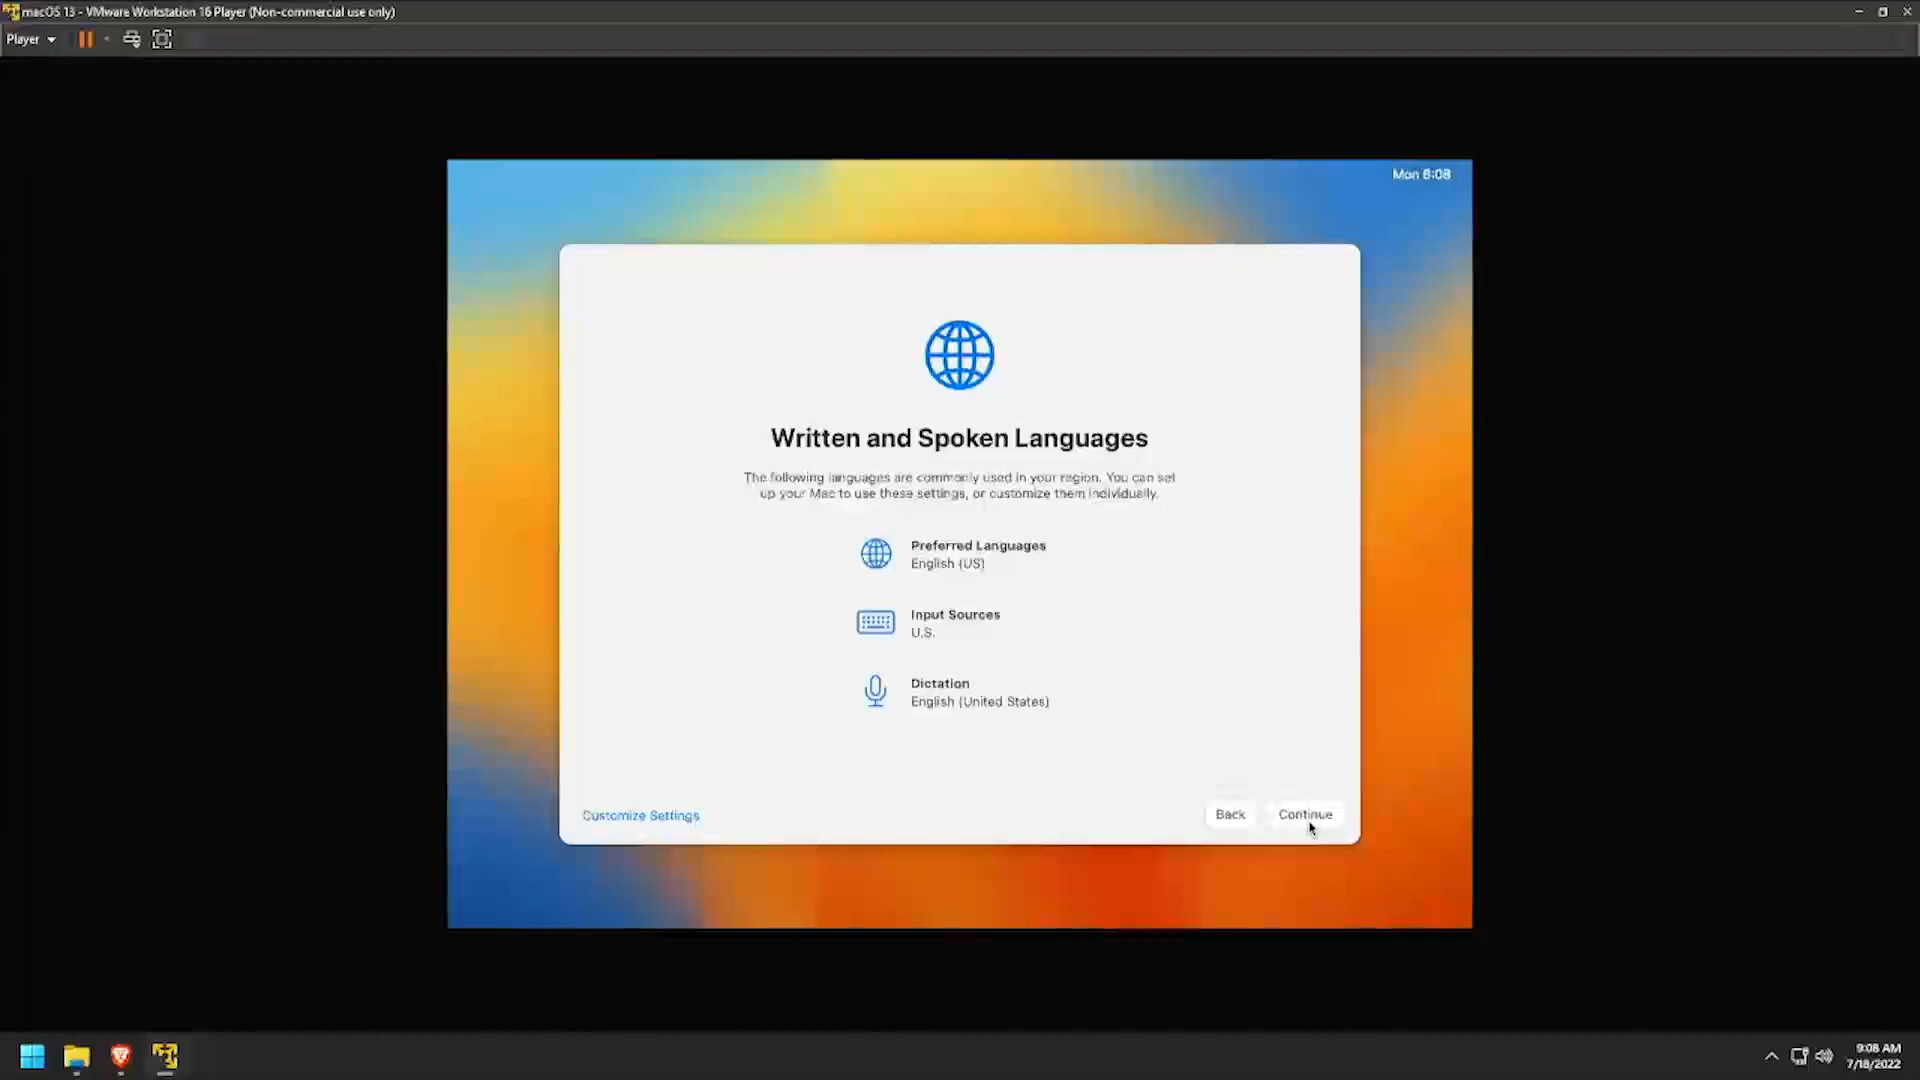 macOS 13 - VMware Workstation 16 Player (Non-commercial use only)
Player
Mon 6:08
Written and Spoken Languages
The following languages are commonly used in your region. You can set
up your Mac to use these settings, or customize them individually.
Preferred Languages
English (US)
Input Sources
U.S.
Dictation
English (United States)
Customize Settings
Back
Continue
9:08 AM
7/18/2022